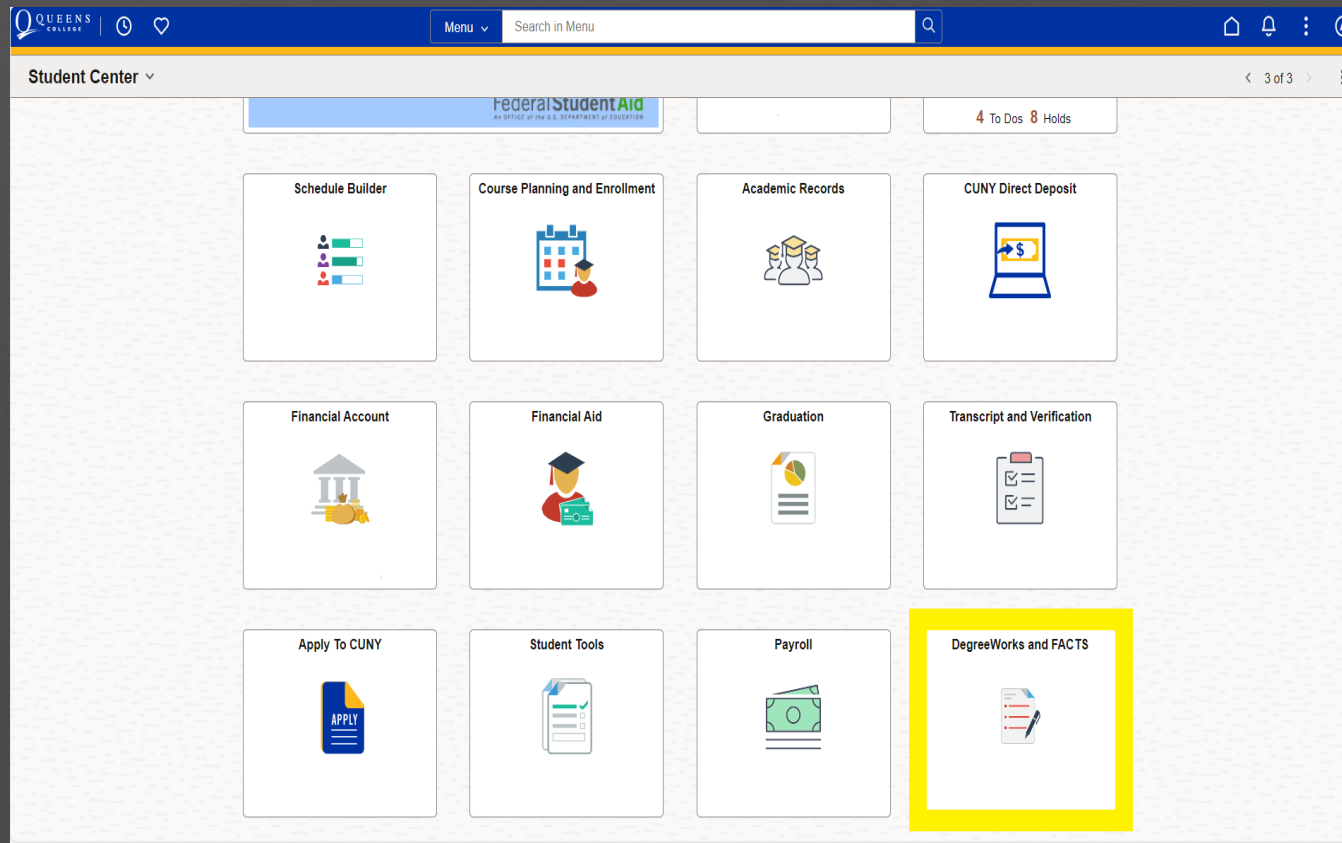 QUEENS
COLLEGE
Menu
Search in Menu
Student Center
3 of 3
Federal Student Aid
An OFFICE of the U.S. DEPARTMENT of EDUCATION
4 To Dos 8 Holds
Schedule Builder
Course Planning and Enrollment
Academic Records
CUNY Direct Deposit
$
Financial Account
Financial Aid
Graduation
Transcript and Verification
Apply To CUNY
Student Tools
Payroll
DegreeWorks and FACTS
APPLY